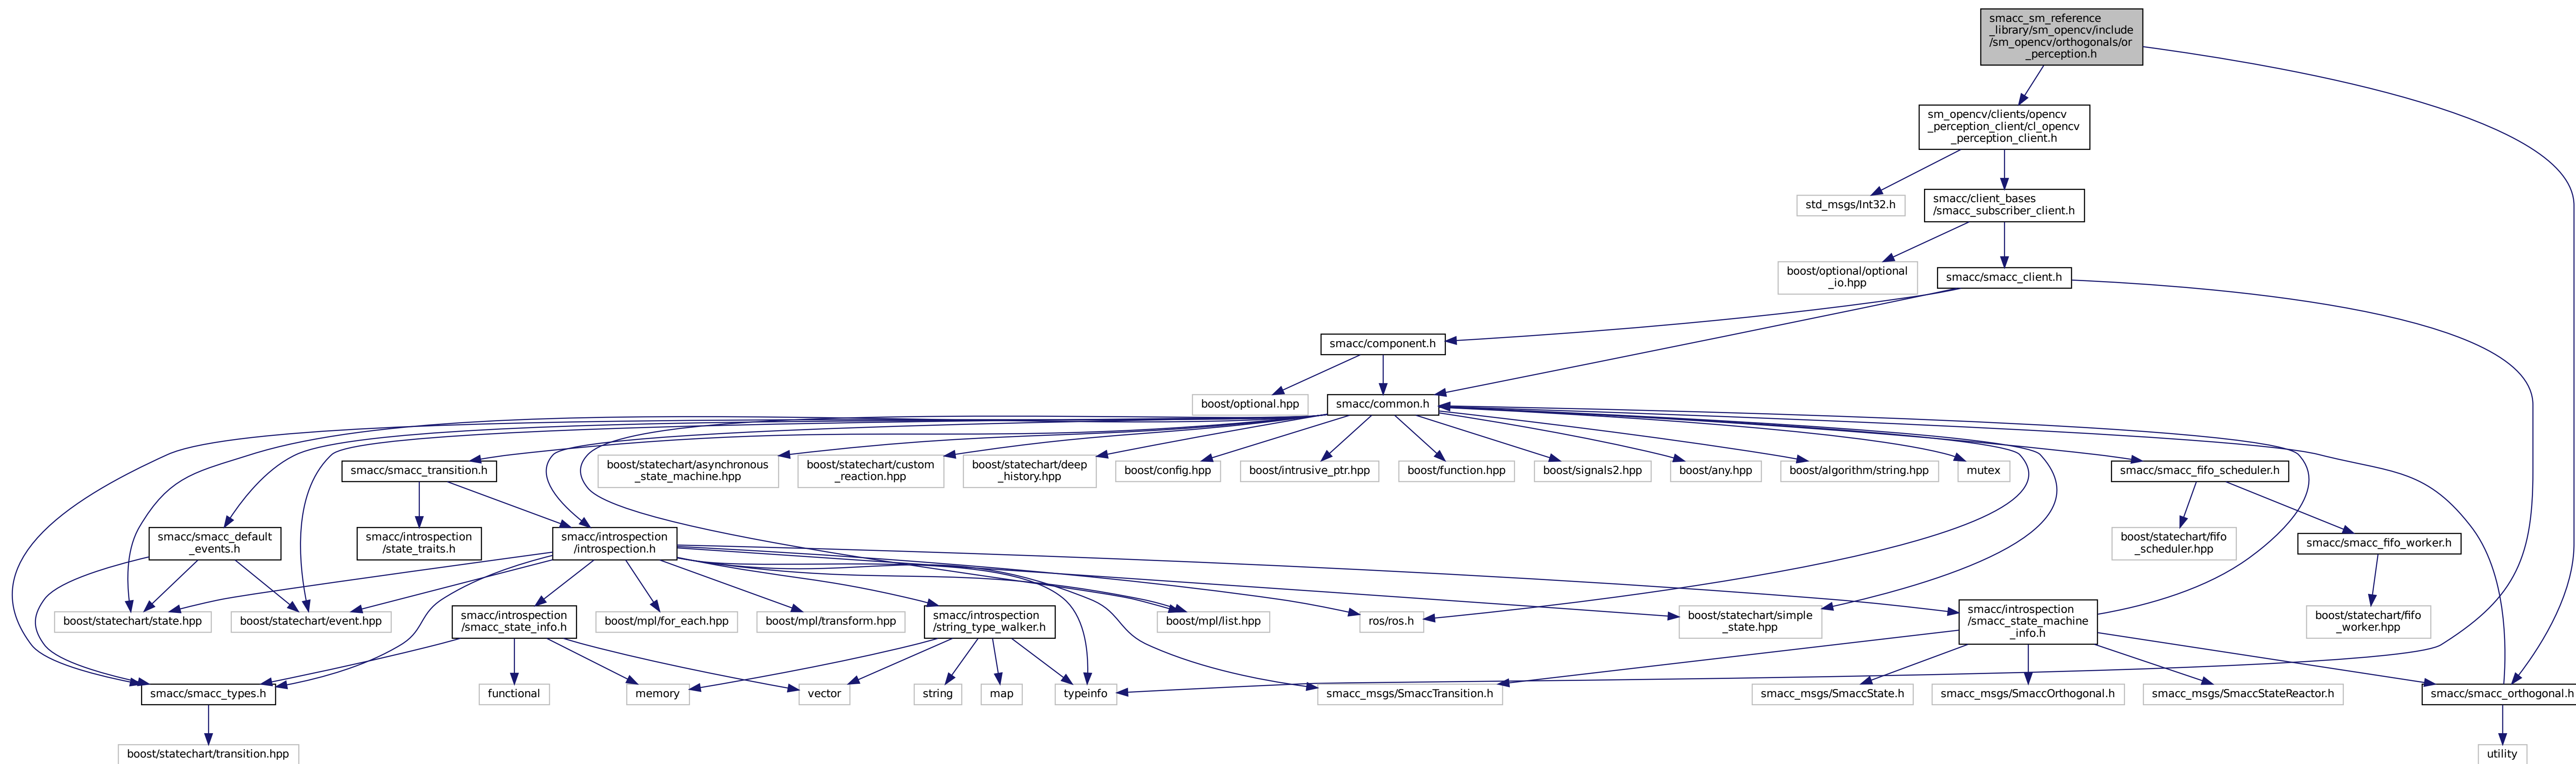 smacc_sm_reference
_library/sm_opencv/include
/sm_opencv/orthogonals/or
_perception.h
sm_opencv/clients/opencv
_perception_client/cl_opencv
_perception_client.h
std_msgs/Int32.h
smacc/client_bases
/smacc_subscriber_client.h
boost/optional/optional
_io.hpp
smacc/smacc_client.h
smacc/component.h
boost/optional.hpp
smacc/common.h
smacc/smacc_transition.h
boost/statechart/asynchronous
_state_machine.hpp
boost/statechart/custom
_reaction.hpp
boost/statechart/deep
_history.hpp
boost/config.hpp
boost/intrusive_ptr.hpp
boost/function.hpp
boost/signals2.hpp
boost/any.hpp
boost/algorithm/string.hpp
mutex
smacc/smacc_fifo_scheduler.h
smacc/smacc_default
_events.h
smacc/introspection
/state_traits.h
smacc/introspection
/introspection.h
boost/statechart/fifo
_scheduler.hpp
smacc/smacc_fifo_worker.h
boost/statechart/state.hpp
boost/statechart/event.hpp
smacc/introspection
/smacc_state_info.h
boost/mpl/for_each.hpp
boost/mpl/transform.hpp
smacc/introspection
/string_type_walker.h
boost/mpl/list.hpp
ros/ros.h
boost/statechart/simple
_state.hpp
smacc/introspection
/smacc_state_machine
_info.h
boost/statechart/fifo
_worker.hpp
smacc/smacc_types.h
functional
memory
vector
string
map
typeinfo
smacc_msgs/SmaccTransition.h
smacc_msgs/SmaccState.h
smacc_msgs/SmaccOrthogonal.h
smacc_msgs/SmaccStateReactor.h
smacc/smacc_orthogonal.h
boost/statechart/transition.hpp
utility